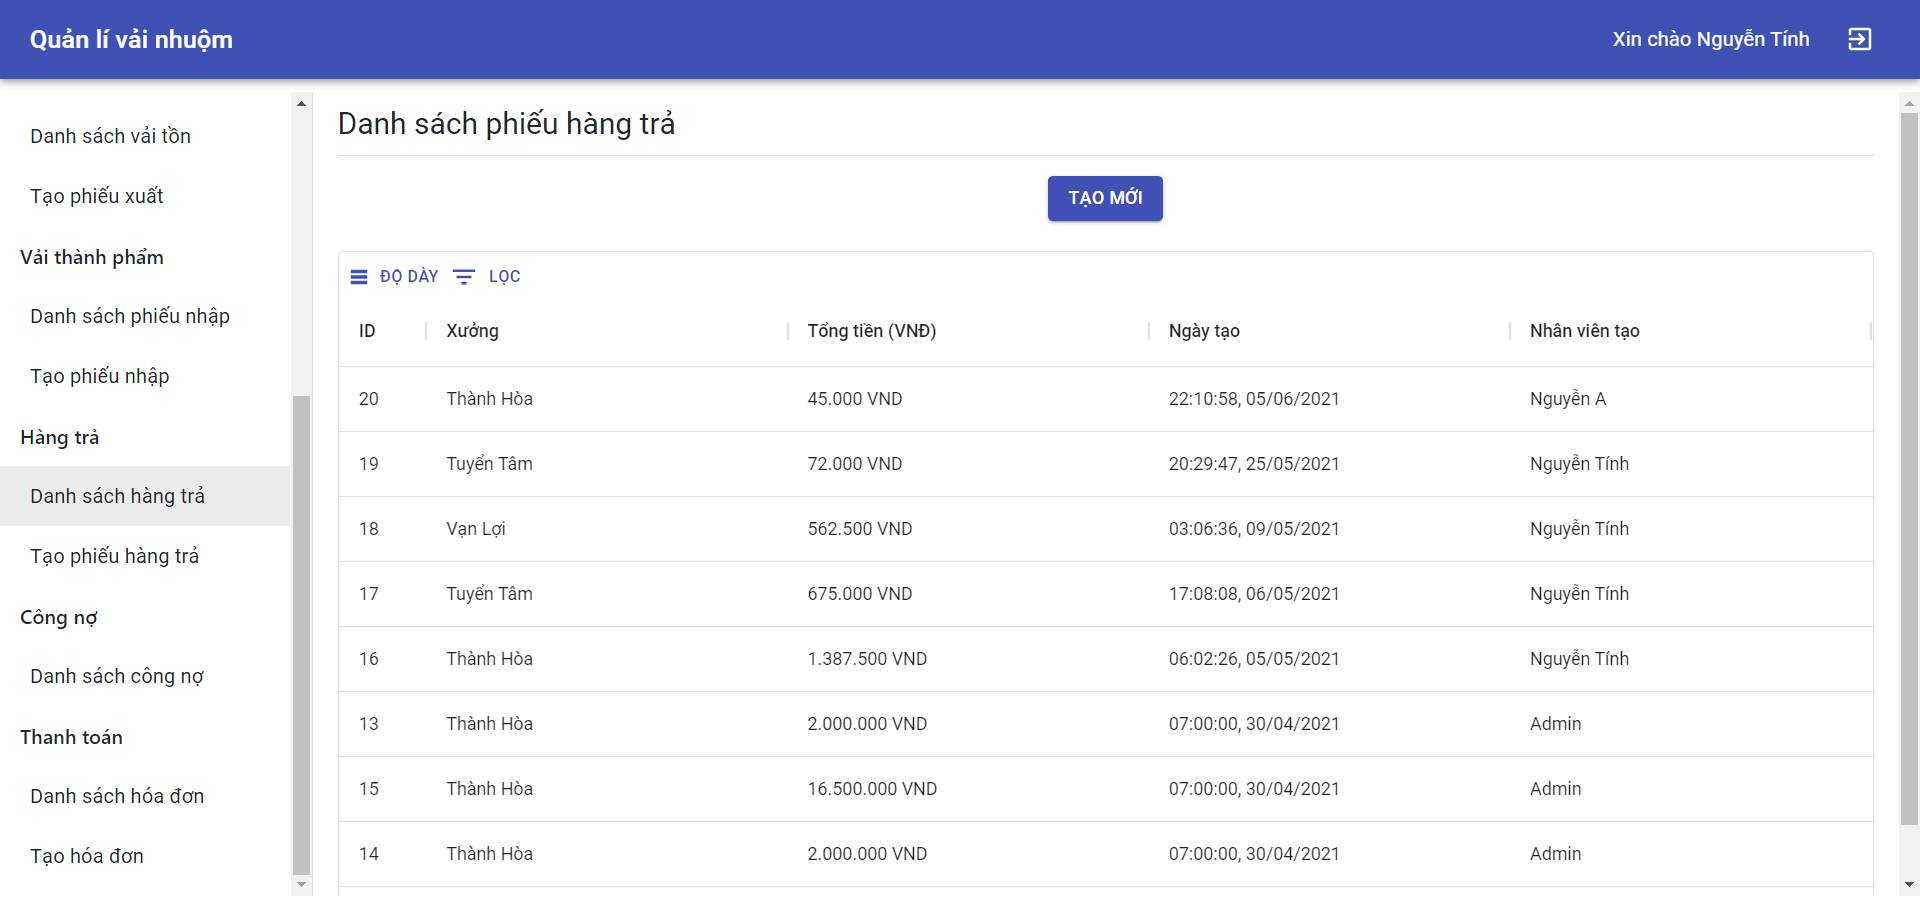 Quản lí vải nhuộm
Xin chào Nguyễn Tính
Danh sách vải tồn
Tạo phiếu xuất
Vải thành phẩm
Danh sách phiếu nhập
Tạo phiếu nhập
Hàng trả
Danh sách hàng trả
Tạo phiếu hàng trả
Công nợ
Danh sách công nợ
Thanh toán
Danh sách hóa đơn
Tạo hóa đơn
Danh sách phiếu hàng trả
TẠO MỚI
ĐỘ DÀY LỌC
ID Xưởng Tổng tiền (VNĐ) Ngày tạo Nhân viên tạo
20 Thành Hòa 45.000 VND 22:10:58, 05/06/2021 Nguyễn A
19 Tuyển Tâm 72.000 VND 20:29:47, 25/05/2021 Nguyễn Tính
18 Vạn Lợi 562.500 VND 03:06:36, 09/05/2021 Nguyễn Tính
17 Tuyển Tâm 675.000 VND 17:08:08, 06/05/2021 Nguyễn Tính
16 Thành Hòa 1.387.500 VND 06:02:26, 05/05/2021 Nguyễn Tính
13 Thành Hòa 2.000.000 VND 07:00:00, 30/04/2021 Admin
15 Thành Hòa 16.500.000 VND 07:00:00, 30/04/2021 Admin
14 Thành Hòa 2.000.000 VND 07:00:00, 30/04/2021 Admin